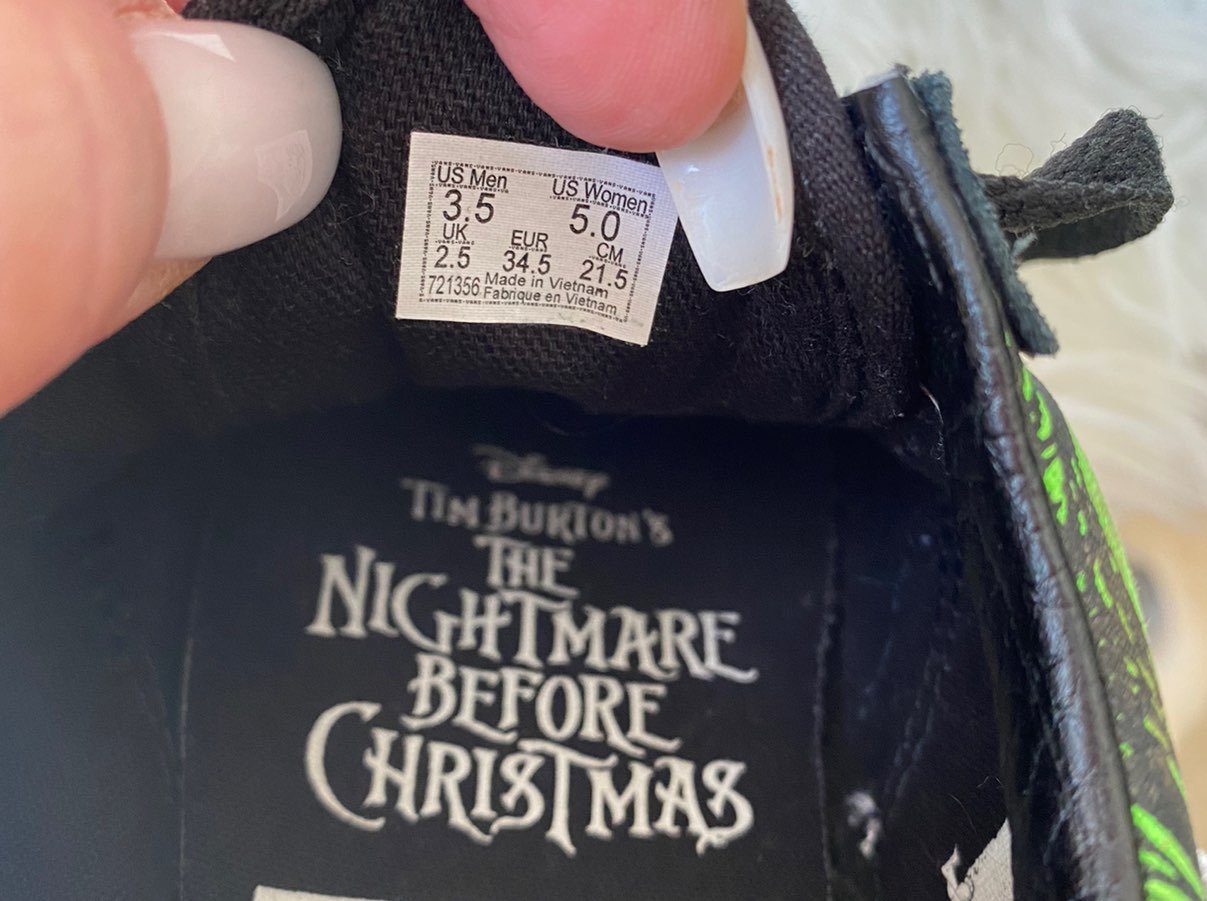 US Men US Women
3.5 5.0
UK EUR CM
2.5 34.5 21.5
721356 Made in Vietnam
Fabrique en Vietnam
Disney
TIM BURTON'S
THE
NIGHTMARE
BEFORE
CHRISTMAS